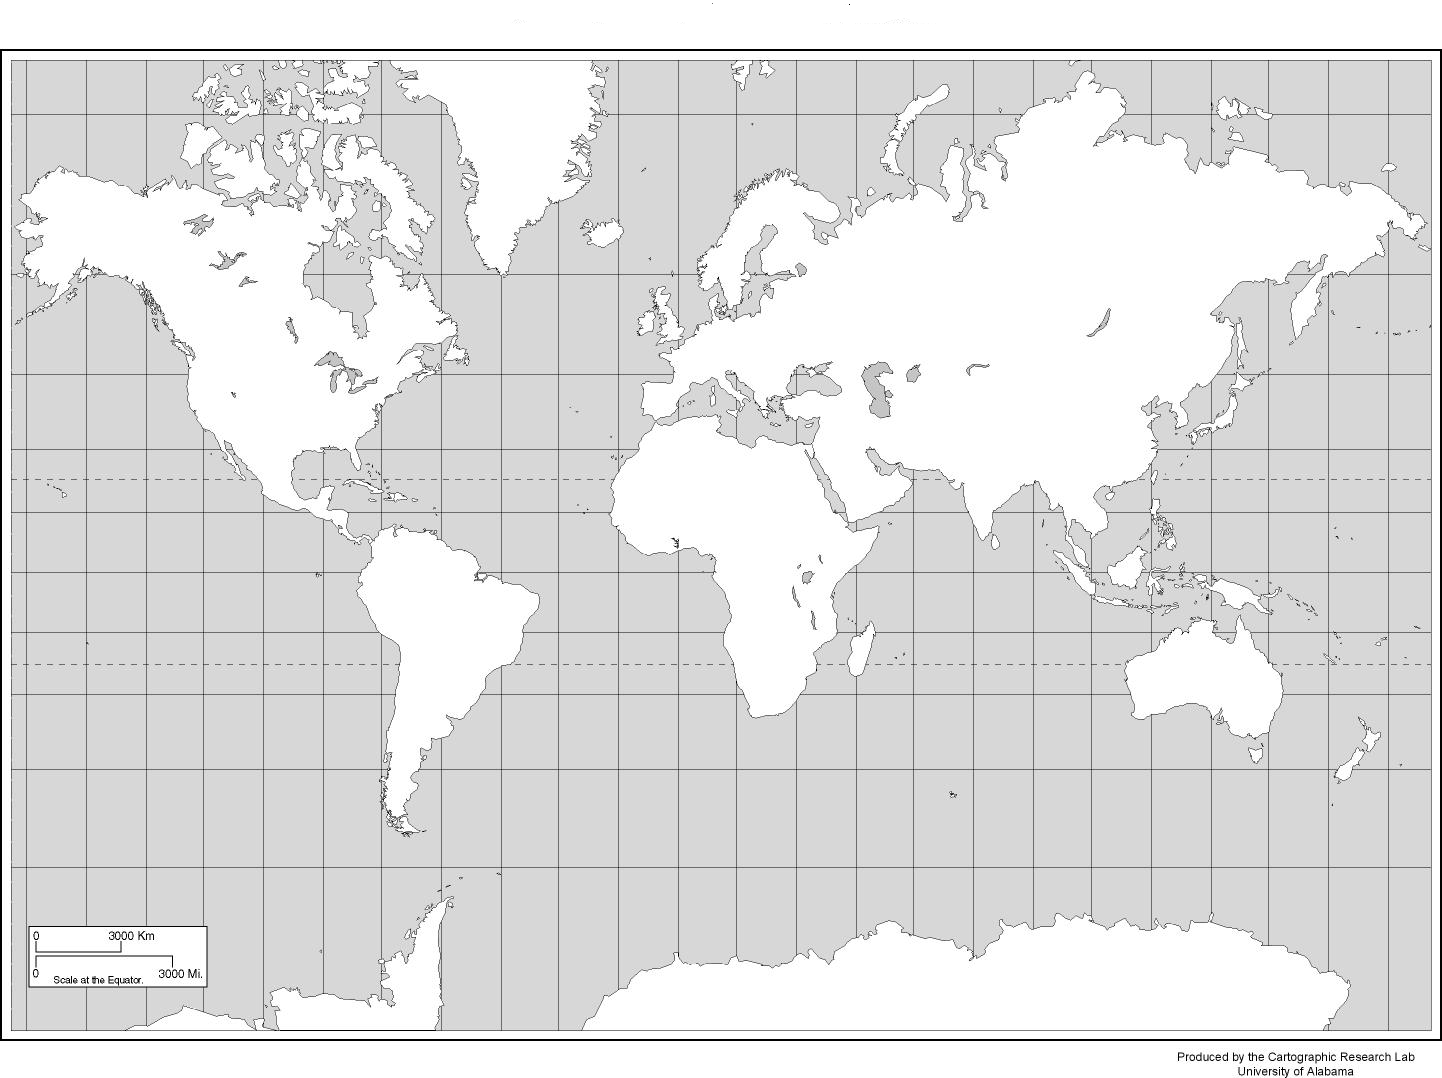 0 3000 Km
0 3000 Mi.
Scale at the Equator.
Produced by the Cartographic Research Lab
University of Alabama